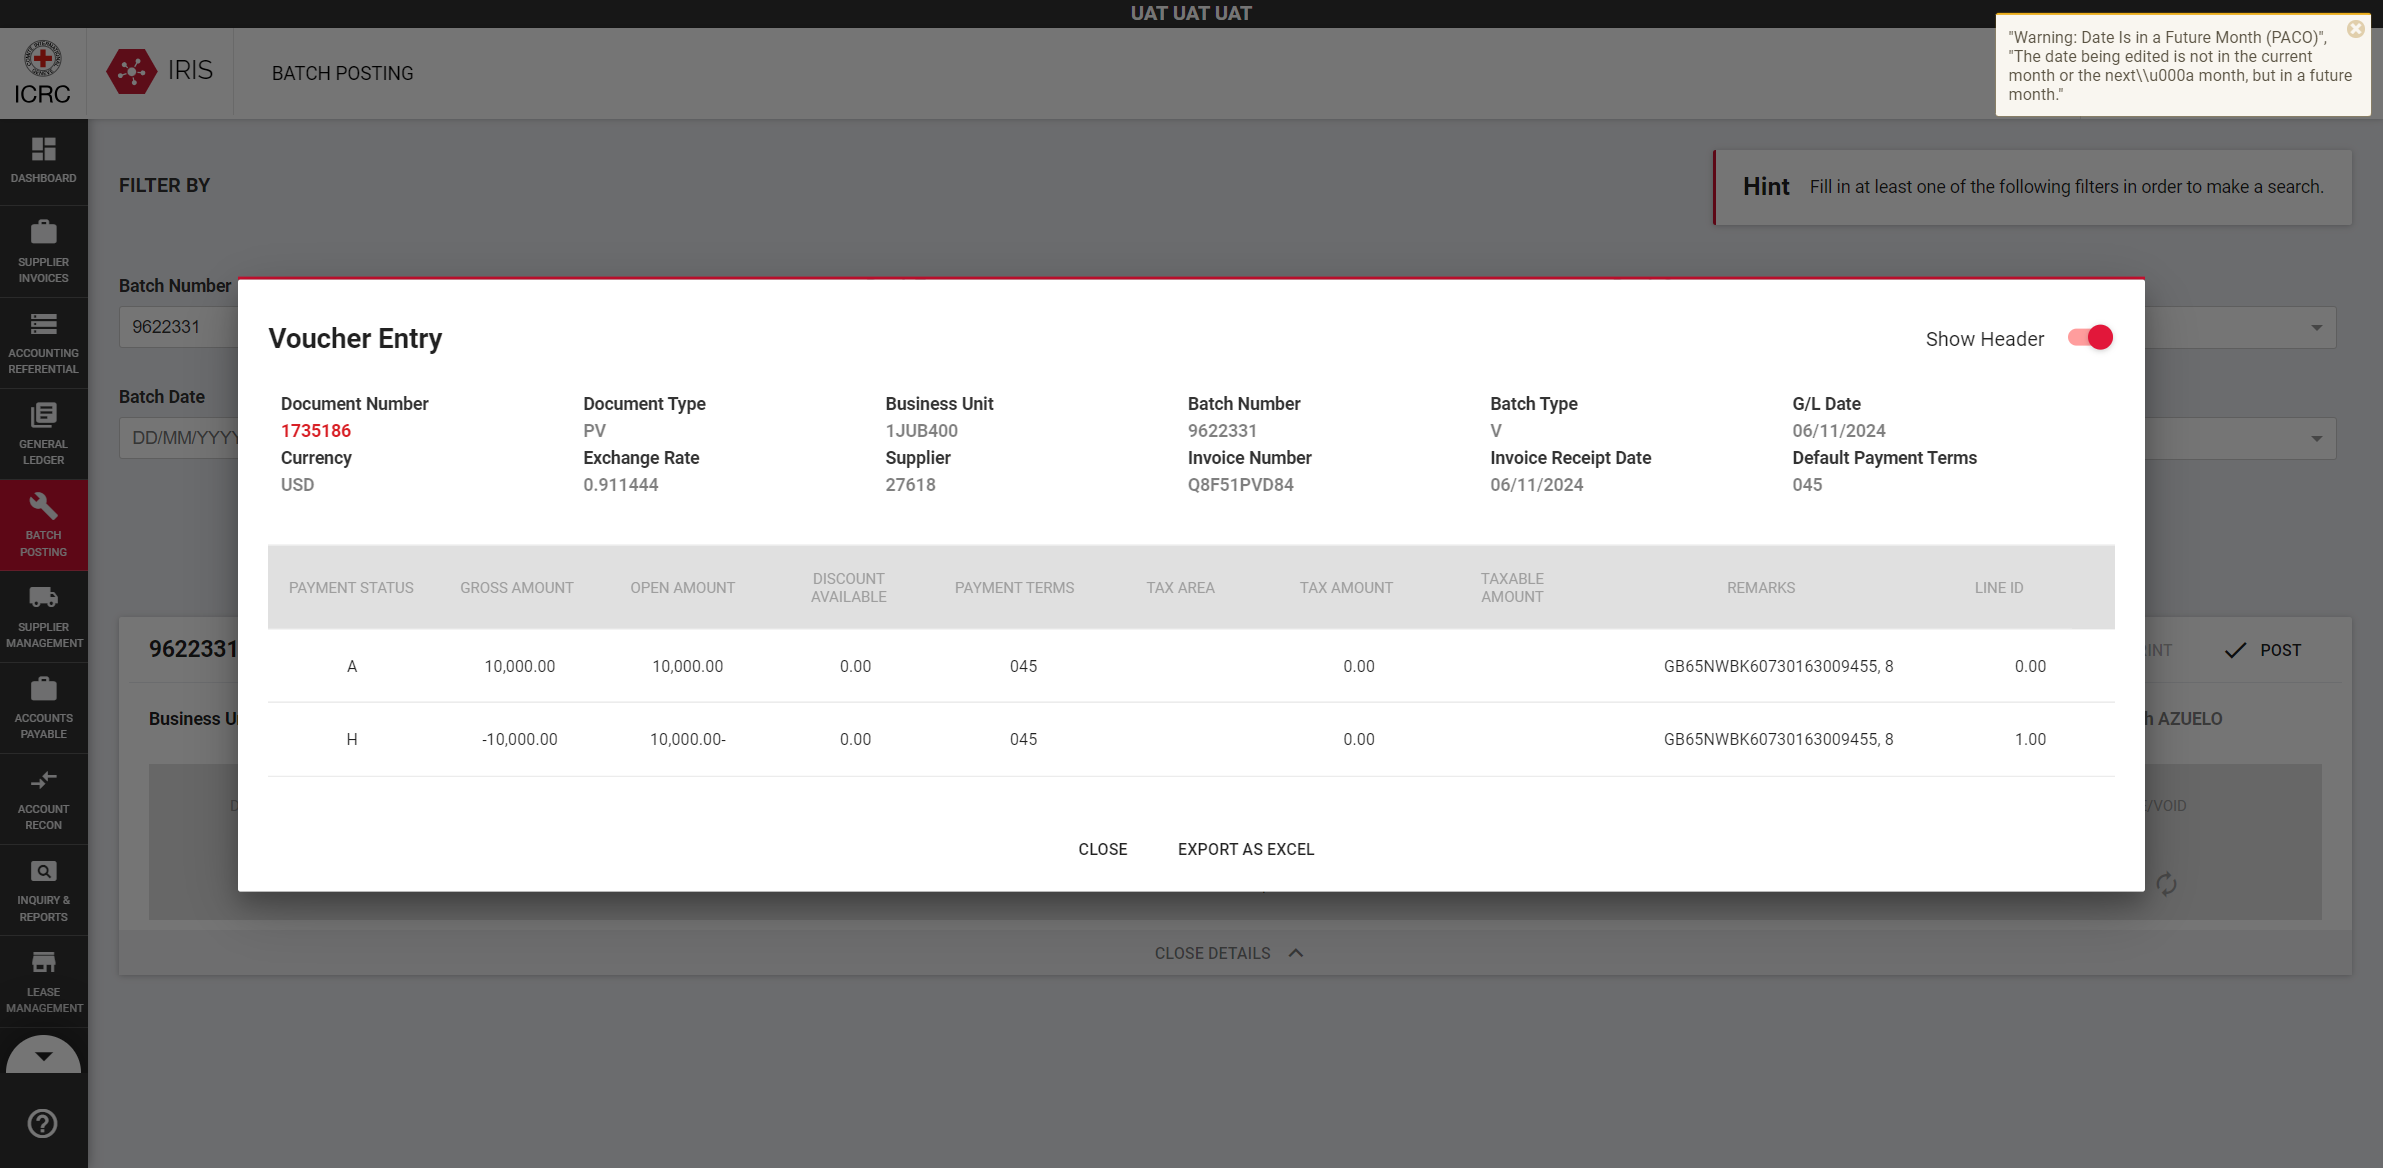 UAT UAT UAT
ICRC
IRIS
BATCH POSTING
"Warning: Date Is in a Future Month (PACO)",
"The date being edited is not in the current
month or the next\\u000a month, but in a future
month."
DASHBOARD
SUPPLIER
INVOICES
ACCOUNTING
REFERENTIAL
GENERAL
LEDGER
BATCH
POSTING
SUPPLIER
MANAGEMENT
ACCOUNTS
PAYABLE
ACCOUNT
RECON
INQUIRY &
REPORTS
LEASE
MANAGEMENT
FILTER BY
Hint Fill in at least one of the following filters in order to make a search.
Batch Number
9622331
Batch Date
DD/MM/YYYY
Voucher Entry
Show Header
Document Number Document Type Business Unit Batch Number Batch Type G/L Date
1735186 PV 1JUB400 9622331 V 06/11/2024
Currency Exchange Rate Supplier Invoice Number Invoice Receipt Date Default Payment Terms
USD 0.911444 27618 Q8F51PVD84 06/11/2024 045
PAYMENT STATUS GROSS AMOUNT OPEN AMOUNT DISCOUNT AVAILABLE PAYMENT TERMS TAX AREA TAX AMOUNT TAXABLE AMOUNT REMARKS LINE ID
A 10,000.00 10,000.00 0.00 045 0.00 GB65NWBK60730163009455, 8 0.00
H -10,000.00 10,000.00- 0.00 045 0.00 GB65NWBK60730163009455, 8 1.00
CLOSE EXPORT AS EXCEL
9622331
POST
Business U
AZUELO
/VOID
CLOSE DETAILS